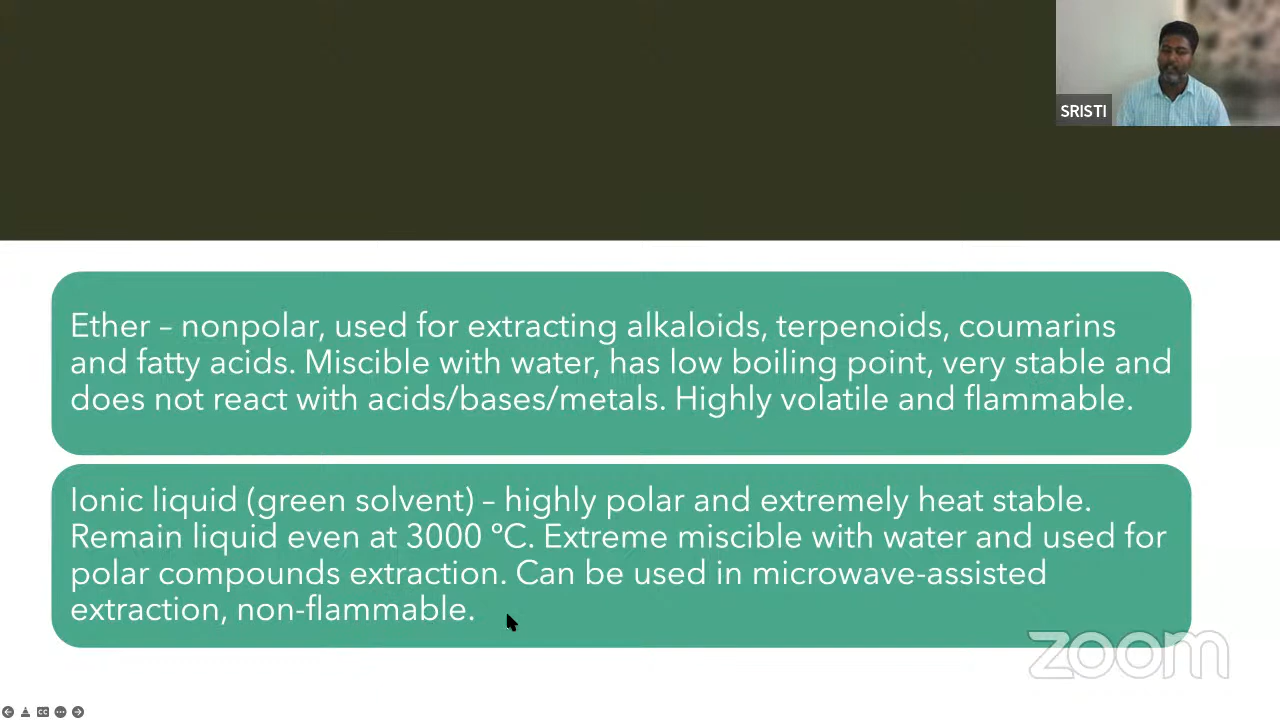 SRISTI
Ether – nonpolar, used for extracting alkaloids, terpenoids, coumarins
and fatty acids. Miscible with water, has low boiling point, very stable and
does not react with acids/bases/metals. Highly volatile and flammable.
Ionic liquid (green solvent) – highly polar and extremely heat stable.
Remain liquid even at 3000 ºC. Extreme miscible with water and used for
polar compounds extraction. Can be used in microwave-assisted
extraction, non-flammable.
zoom
CC